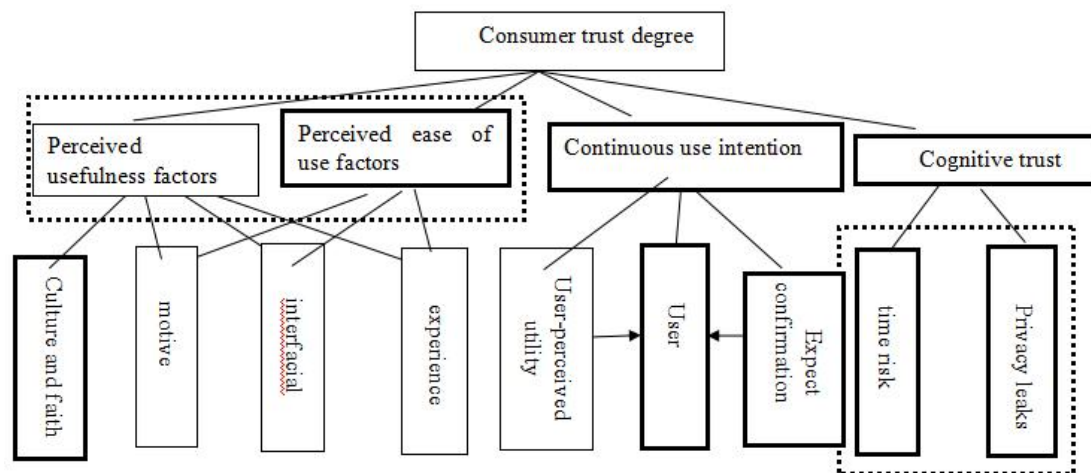 Consumer trust degree
Perceived
usefulness factors
Perceived ease of
use factors
Continuous use intention
Cognitive trust
Culture and faith
motive
interfacial
experience
User-perceived
utility
User
Expect
confirmation
time risk
Privacy leaks